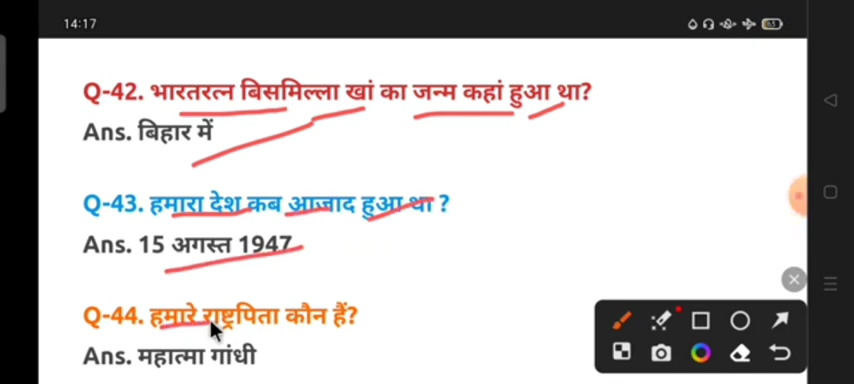 14:17
Q-42. भारतरत्न बिसमिल्ला खां का जन्म कहां हुआ था?
Ans. बिहार में
Q-43. हमारा देश कब आजाद हुआ था ?
Ans. 15 अगस्त 1947
Q-44. हमारे राष्ट्रपिता कौन हैं?
Ans. महात्मा गांधी